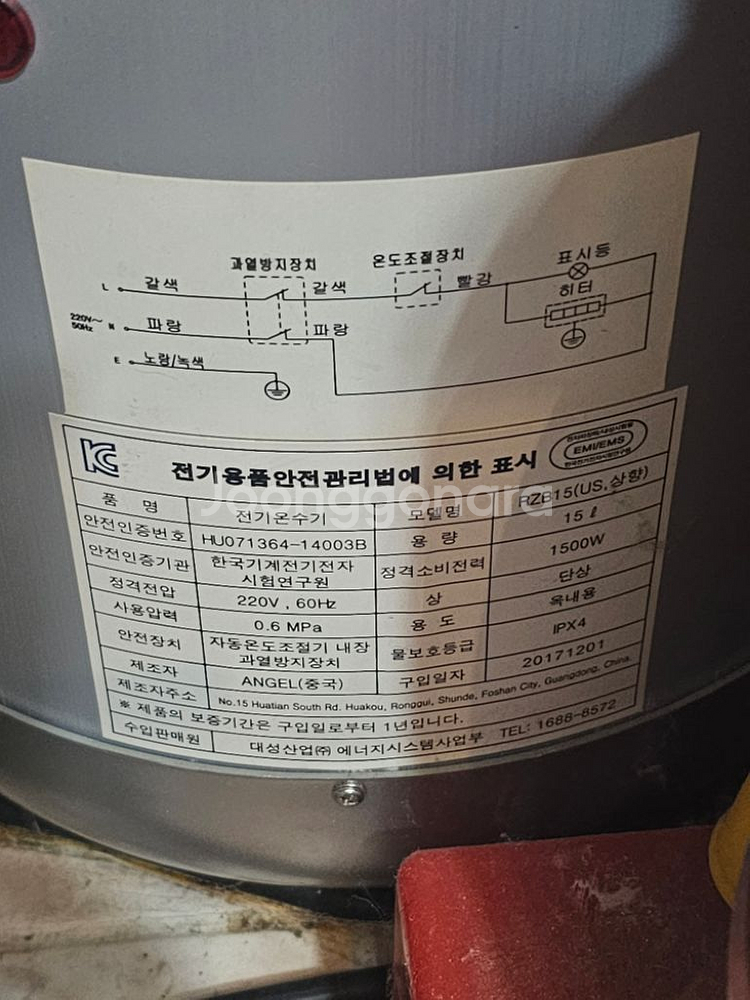 과열방지장치 온도조절장치 표시등
L 갈색 갈색 빨강 히터
220V~
50Hz N 파랑 파랑
E 노랑/녹색
KC 전기용품안전관리법에 의한 표시
EMI/EMS
품 명 전기온수기 모델명 RZB15(US,상향)
안전인증번호 HU071364-14003B 용 량 15 ℓ
안전인증기관 한국기계전기전자 시험연구원 정격소비전력 1500W
정격전압 220V , 60Hz 상 단상
사용압력 0.6 MPa 용 도 옥내용
안전장치 자동온도조절기 내장 과열방지장치 물보호등급 IPX4
제조자 ANGEL(중국) 구입일자 20171201
제조자주소 No.15 Huatian South Rd. Huakou, Ronggui, Shunde, Foshan City, Guangdong, China.
※ 제품의 보증기간은 구입일로부터 1년입니다.
수입판매원 대성산업㈜ 에너지시스템사업부 TEL: 1688-8572
Joonggonara